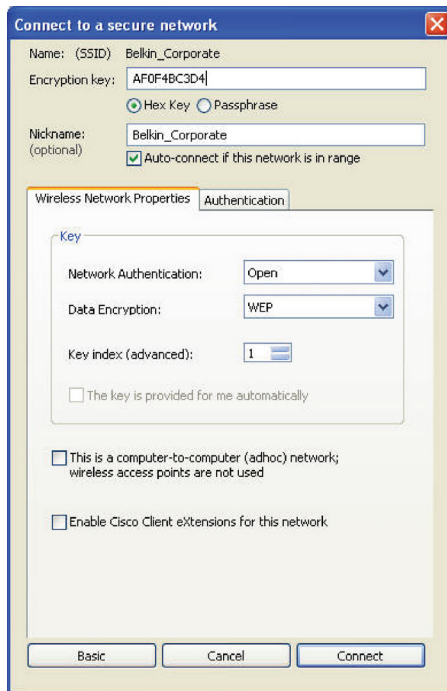 Connect to a secure network
Name: (SSID) Belkin_Corporate
Encryption key: AF0F4BC3D4
Hex Key Passphrase
Nickname: Belkin_Corporate
(optional)
Auto-connect if this network is in range
Wireless Network Properties Authentication
Key
Network Authentication: Open
Data Encryption: WEP
Key index (advanced): 1
The key is provided for me automatically
This is a computer-to-computer (adhoc) network;
wireless access points are not used
Enable Cisco Client eXtensions for this network
Basic Cancel Connect